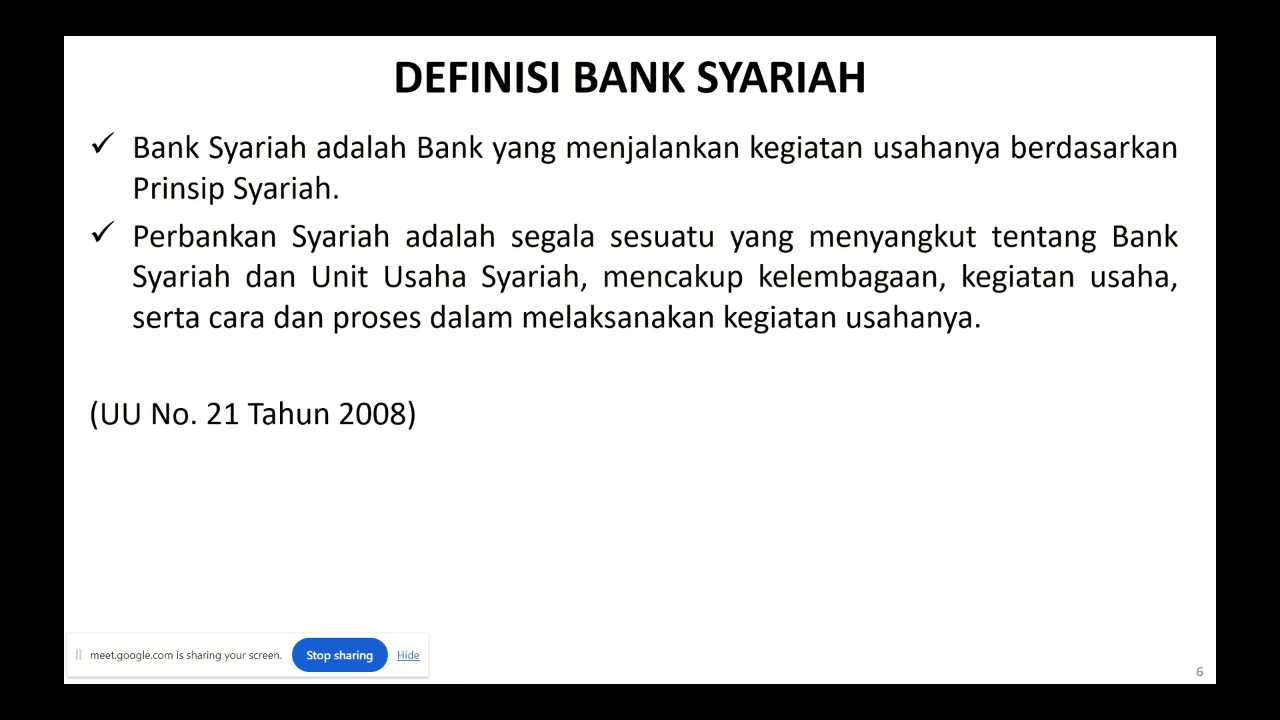 DEFINISI BANK SYARIAH
✓ Bank Syariah adalah Bank yang menjalankan kegiatan usahanya berdasarkan
Prinsip Syariah.
✓ Perbankan Syariah adalah segala sesuatu yang menyangkut tentang Bank
Syariah dan Unit Usaha Syariah, mencakup kelembagaan, kegiatan usaha,
serta cara dan proses dalam melaksanakan kegiatan usahanya.
(UU No. 21 Tahun 2008)
meet.google.com is sharing your screen. Stop sharing Hide
6